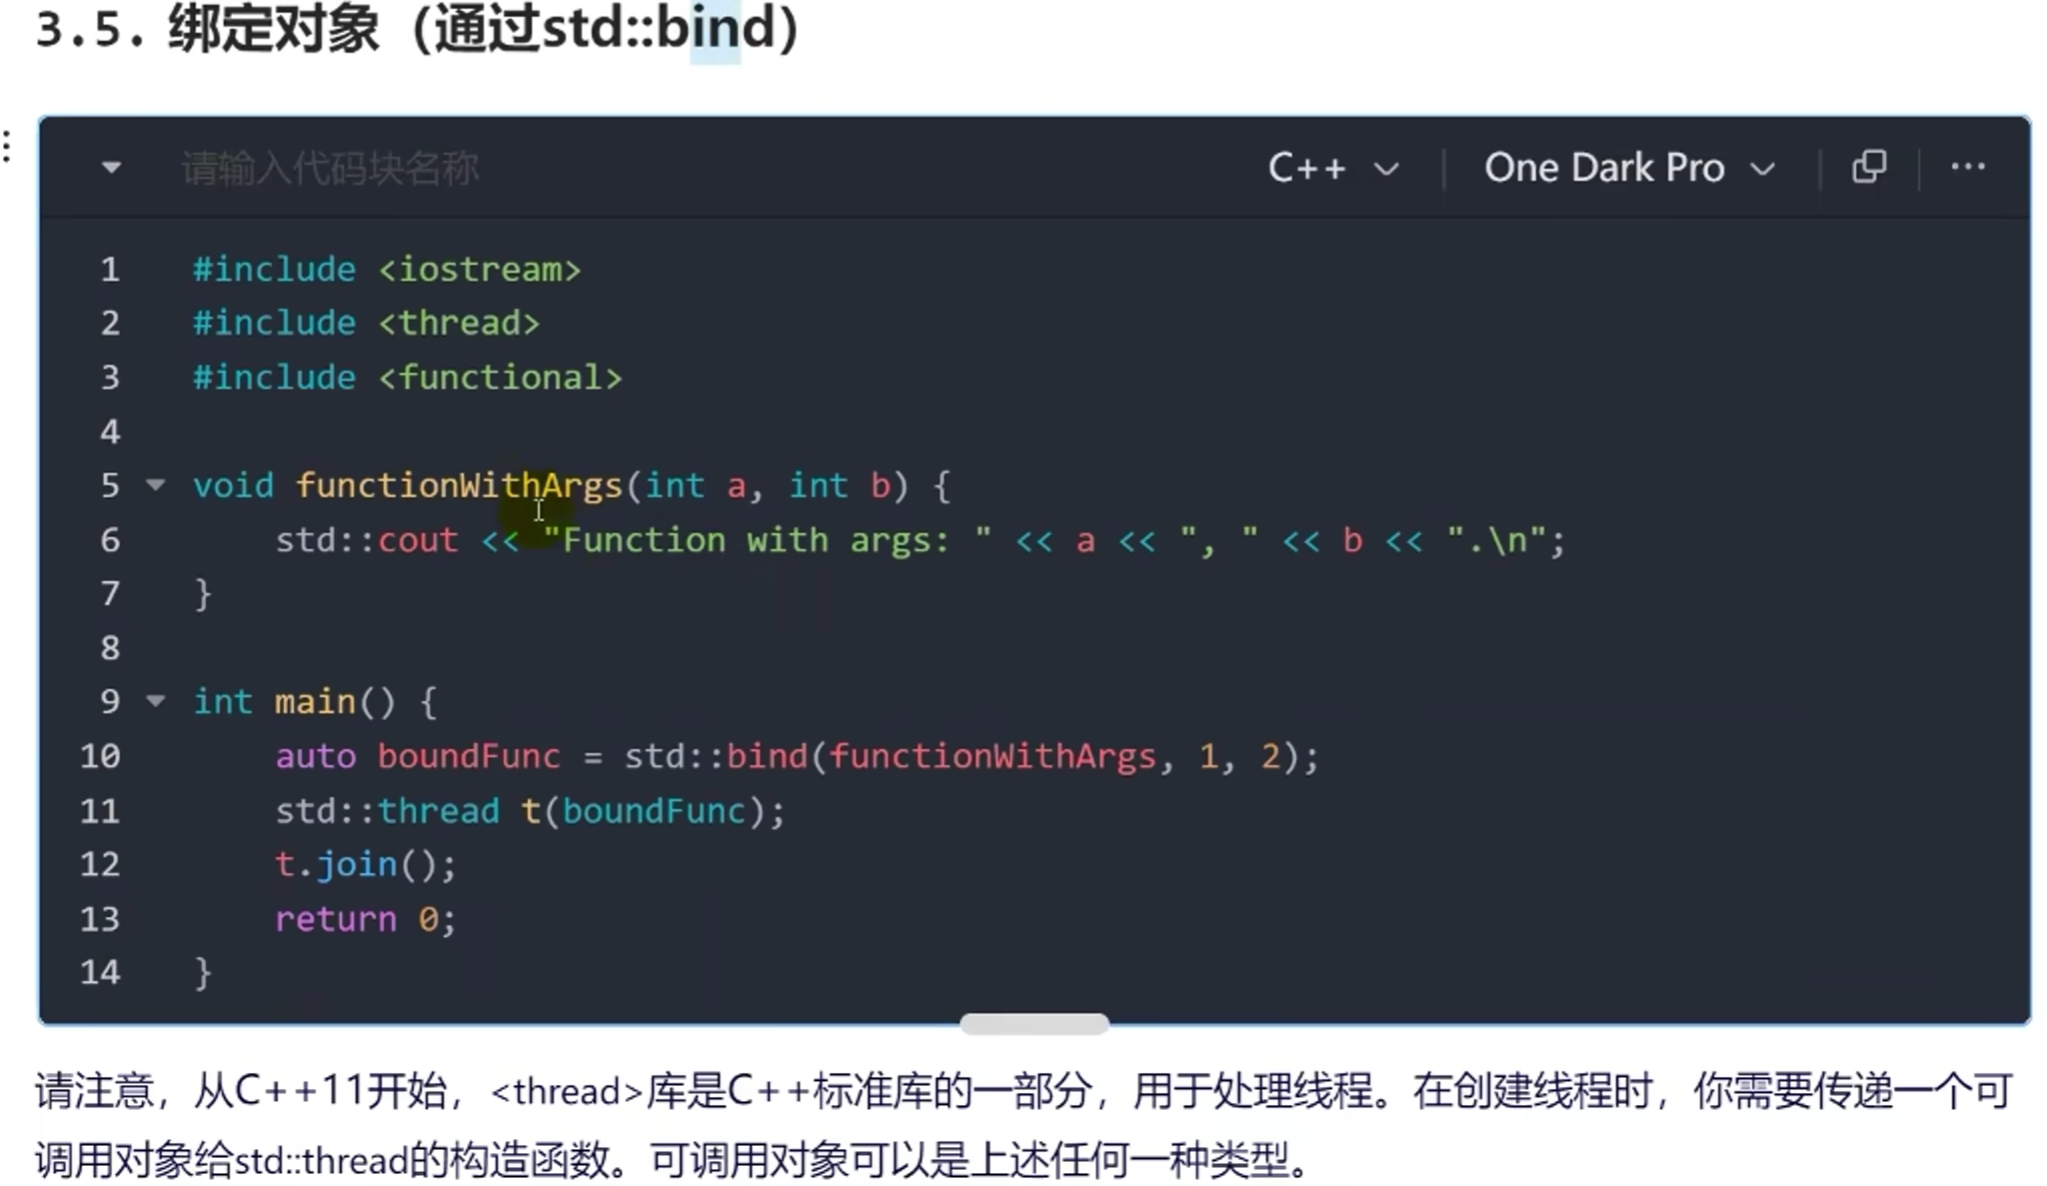 3.5. 绑定对象（通过std::bind）
请输入代码块名称 C++ One Dark Pro
1 #include <iostream>
2 #include <thread>
3 #include <functional>
4
5 void functionWithArgs(int a, int b) {
6     std::cout << "Function with args: " << a << ", " << b << ".\n";
7 }
8
9 int main() {
10     auto boundFunc = std::bind(functionWithArgs, 1, 2);
11     std::thread t(boundFunc);
12     t.join();
13     return 0;
14 }
请注意，从C++11开始，<thread>库是C++标准库的一部分，用于处理线程。在创建线程时，你需要传递一个可
调用对象给std::thread的构造函数。可调用对象可以是上述任何一种类型。